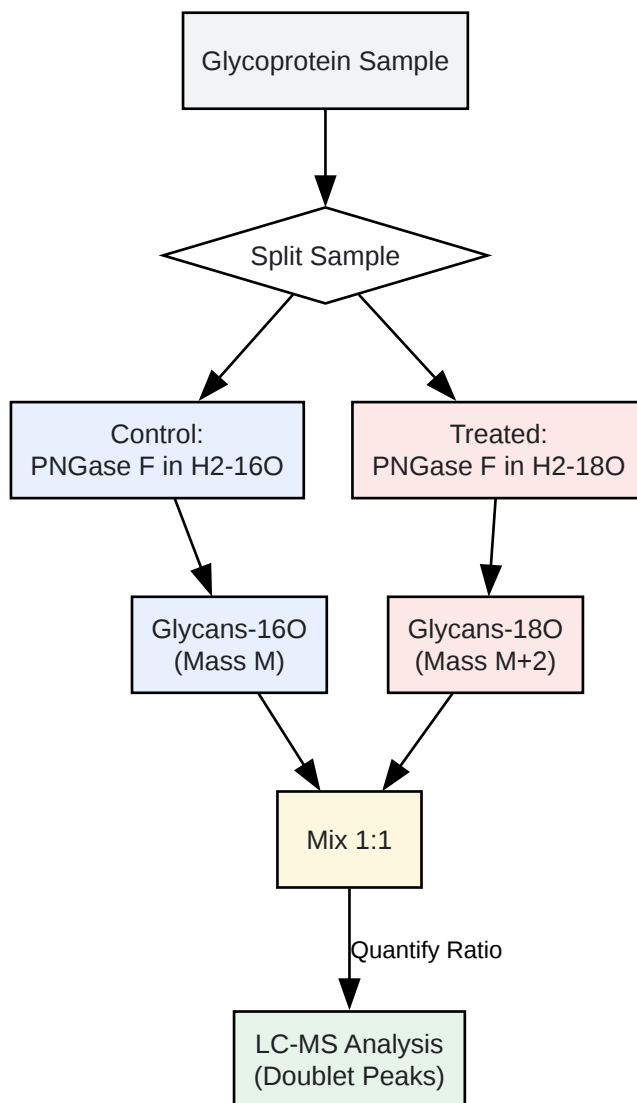 Glycoprotein Sample
Split Sample
Control:
PNGase F in H2-16O
Treated:
PNGase F in H2-18O
Glycans-16O
(Mass M)
Glycans-18O
(Mass M+2)
Mix 1:1
Quantify Ratio
LC-MS Analysis
(Doublet Peaks)